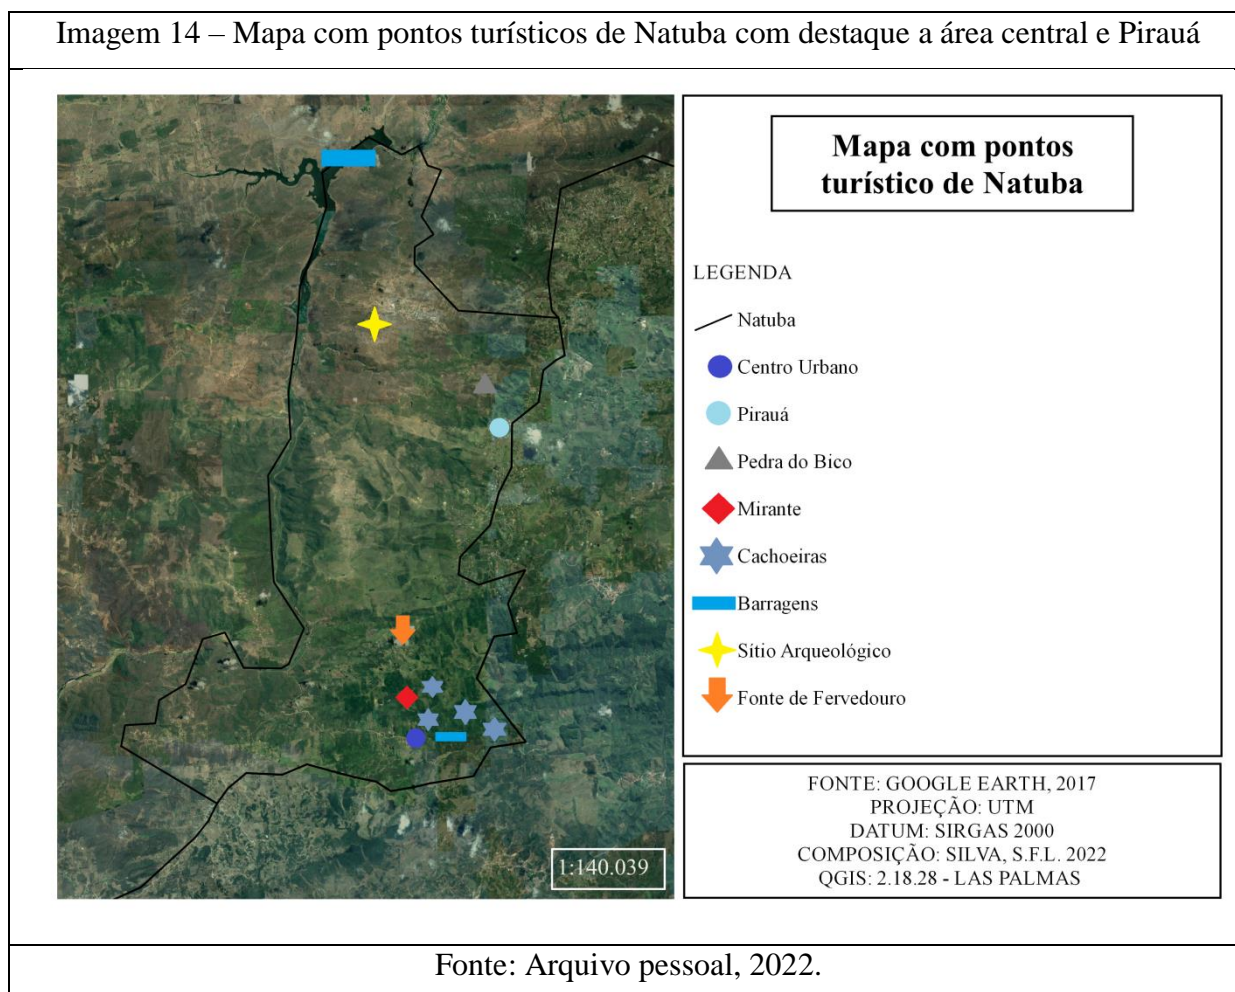 Imagem 14 – Mapa com pontos turísticos de Natuba com destaque a área central e Pirauá
Mapa com pontos
turístico de Natuba
LEGENDA
Natuba
Centro Urbano
Pirauá
Pedra do Bico
Mirante
Cachoeiras
Barragens
Sítio Arqueológico
Fonte de Fervedouro
1:140.039
FONTE: GOOGLE EARTH, 2017
PROJEÇÃO: UTM
DATUM: SIRGAS 2000
COMPOSIÇÃO: SILVA, S.F.L. 2022
QGIS: 2.18.28 - LAS PALMAS
Fonte: Arquivo pessoal, 2022.